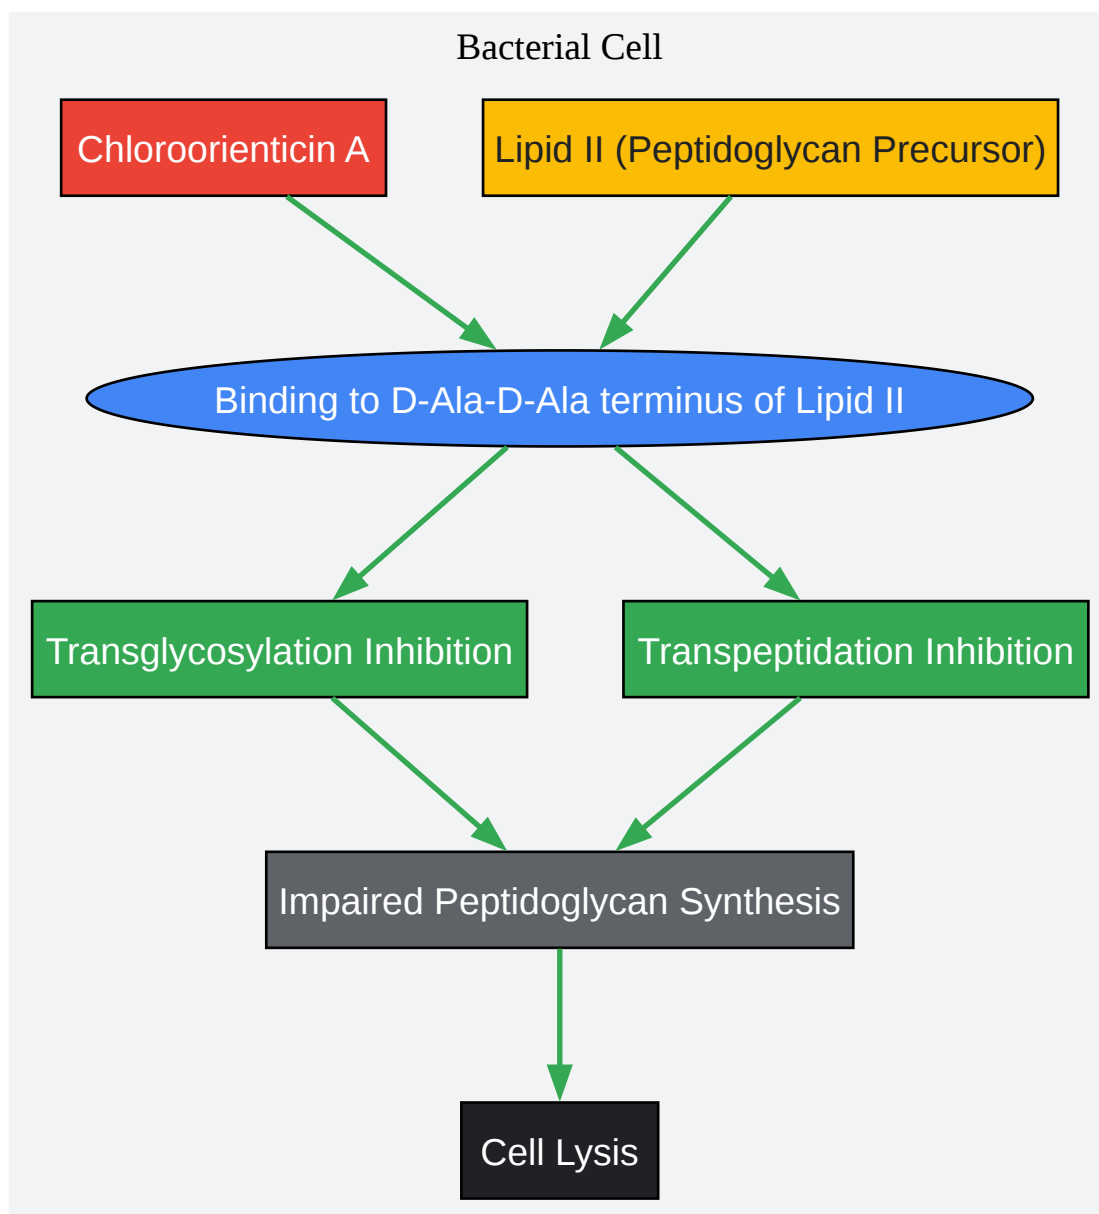 Bacterial Cell
Chloroorienticin A
Lipid II (Peptidoglycan Precursor)
Binding to D-Ala-D-Ala terminus of Lipid II
Transglycosylation Inhibition
Transpeptidation Inhibition
Impaired Peptidoglycan Synthesis
Cell Lysis